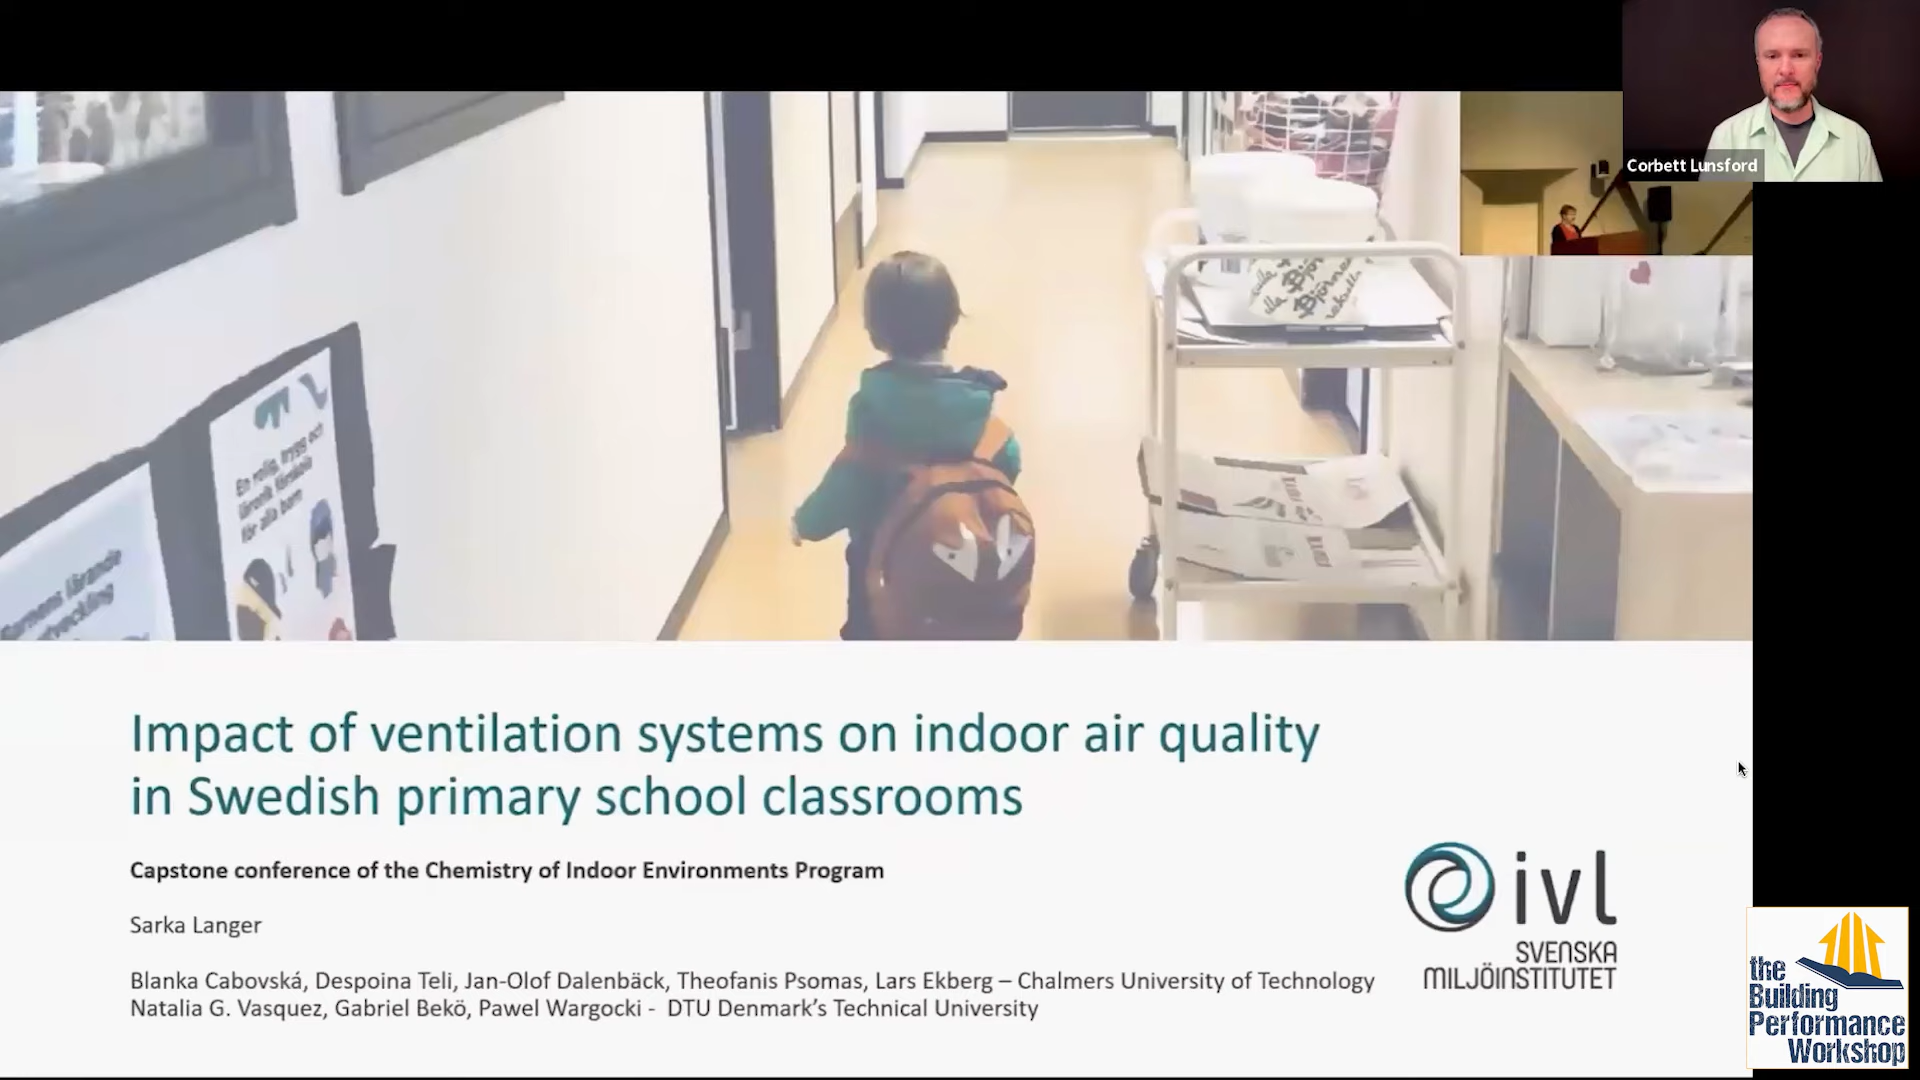 Corbett Lunsford
En rolig, trygg och
lärorik förskola
för alla barn
Barnens lärande
utveckling
Impact of ventilation systems on indoor air quality
in Swedish primary school classrooms
Capstone conference of the Chemistry of Indoor Environments Program
Sarka Langer
Blanka Cabovská, Despoina Teli, Jan-Olof Dalenbäck, Theofanis Psomas, Lars Ekberg – Chalmers University of Technology
Natalia G. Vasquez, Gabriel Bekö, Pawel Wargocki - DTU Denmark's Technical University
ivl
SVENSKA
MILJÖINSTITUTET
the
Building
Performance
Workshop